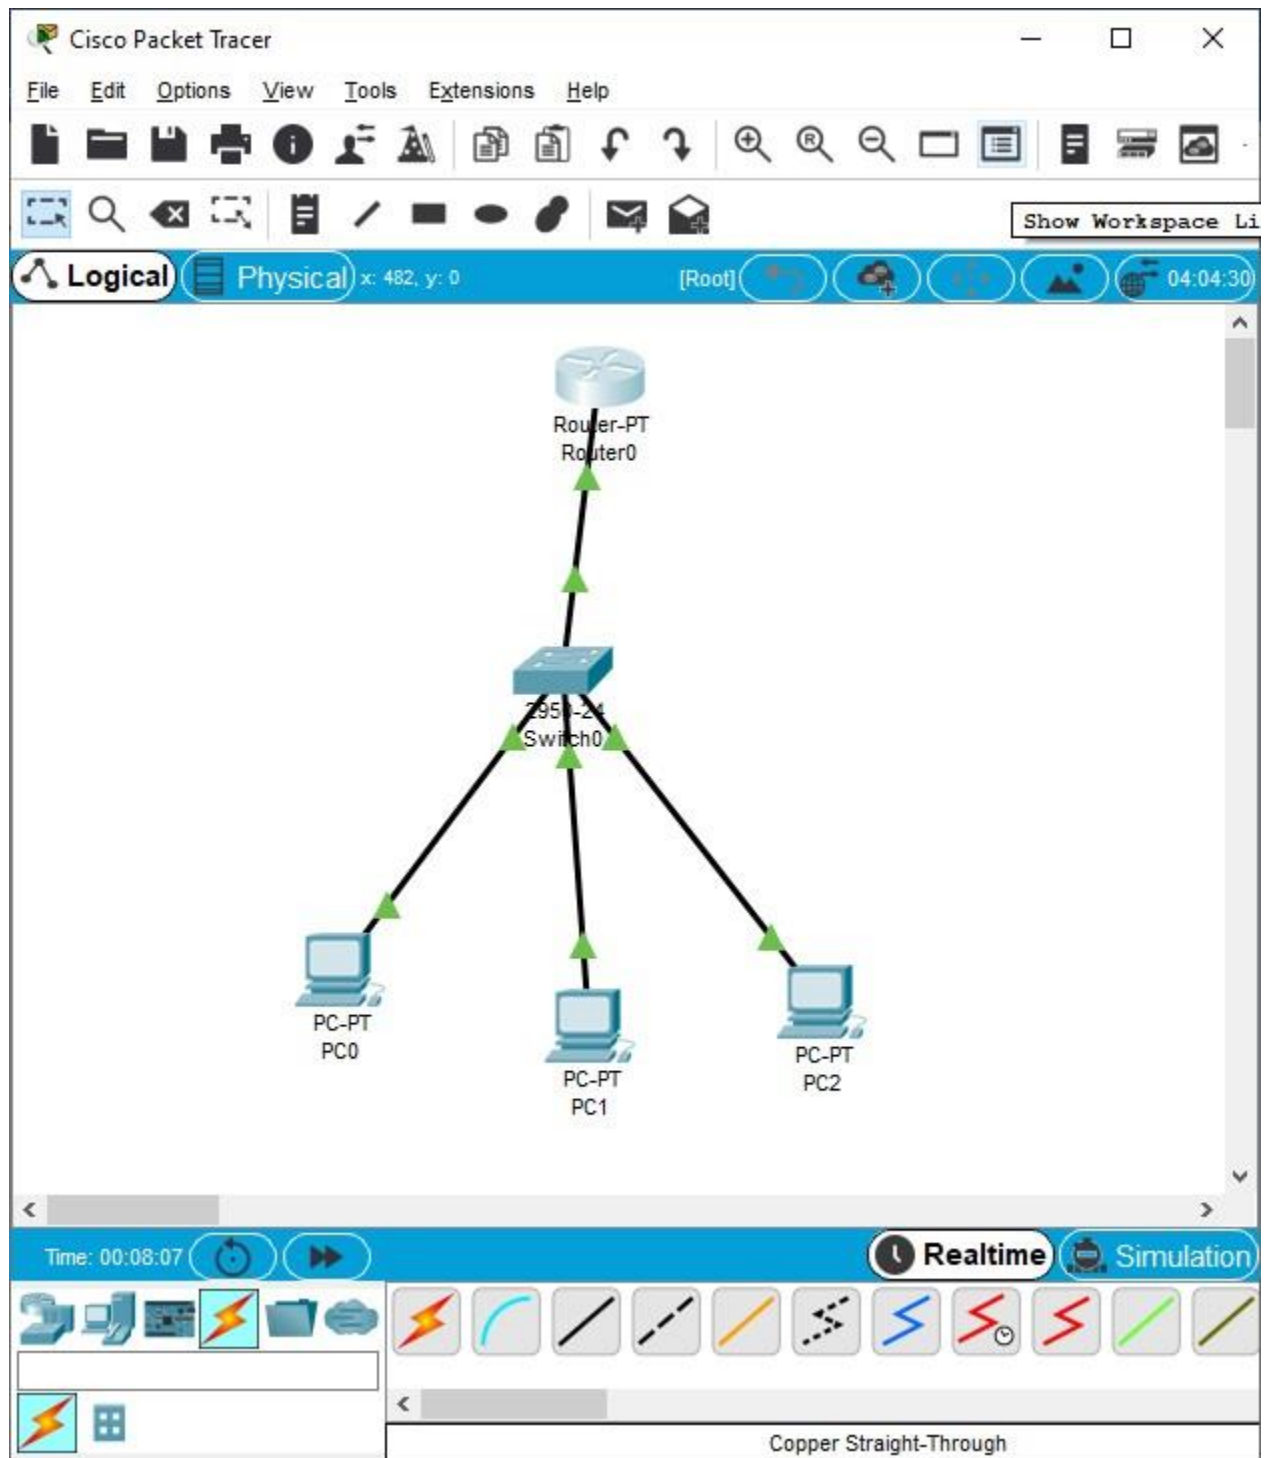 Cisco Packet Tracer
File Edit Options View Tools Extensions Help
R
Show Workspace Li
Logical Physical x: 482, y: 0 [Root] 04:04:30
Router-PT
Router0
2950-24
Switch0
PC-PT
PC0
PC-PT
PC1
PC-PT
PC2
Time: 00:08:07 Realtime Simulation
Copper Straight-Through